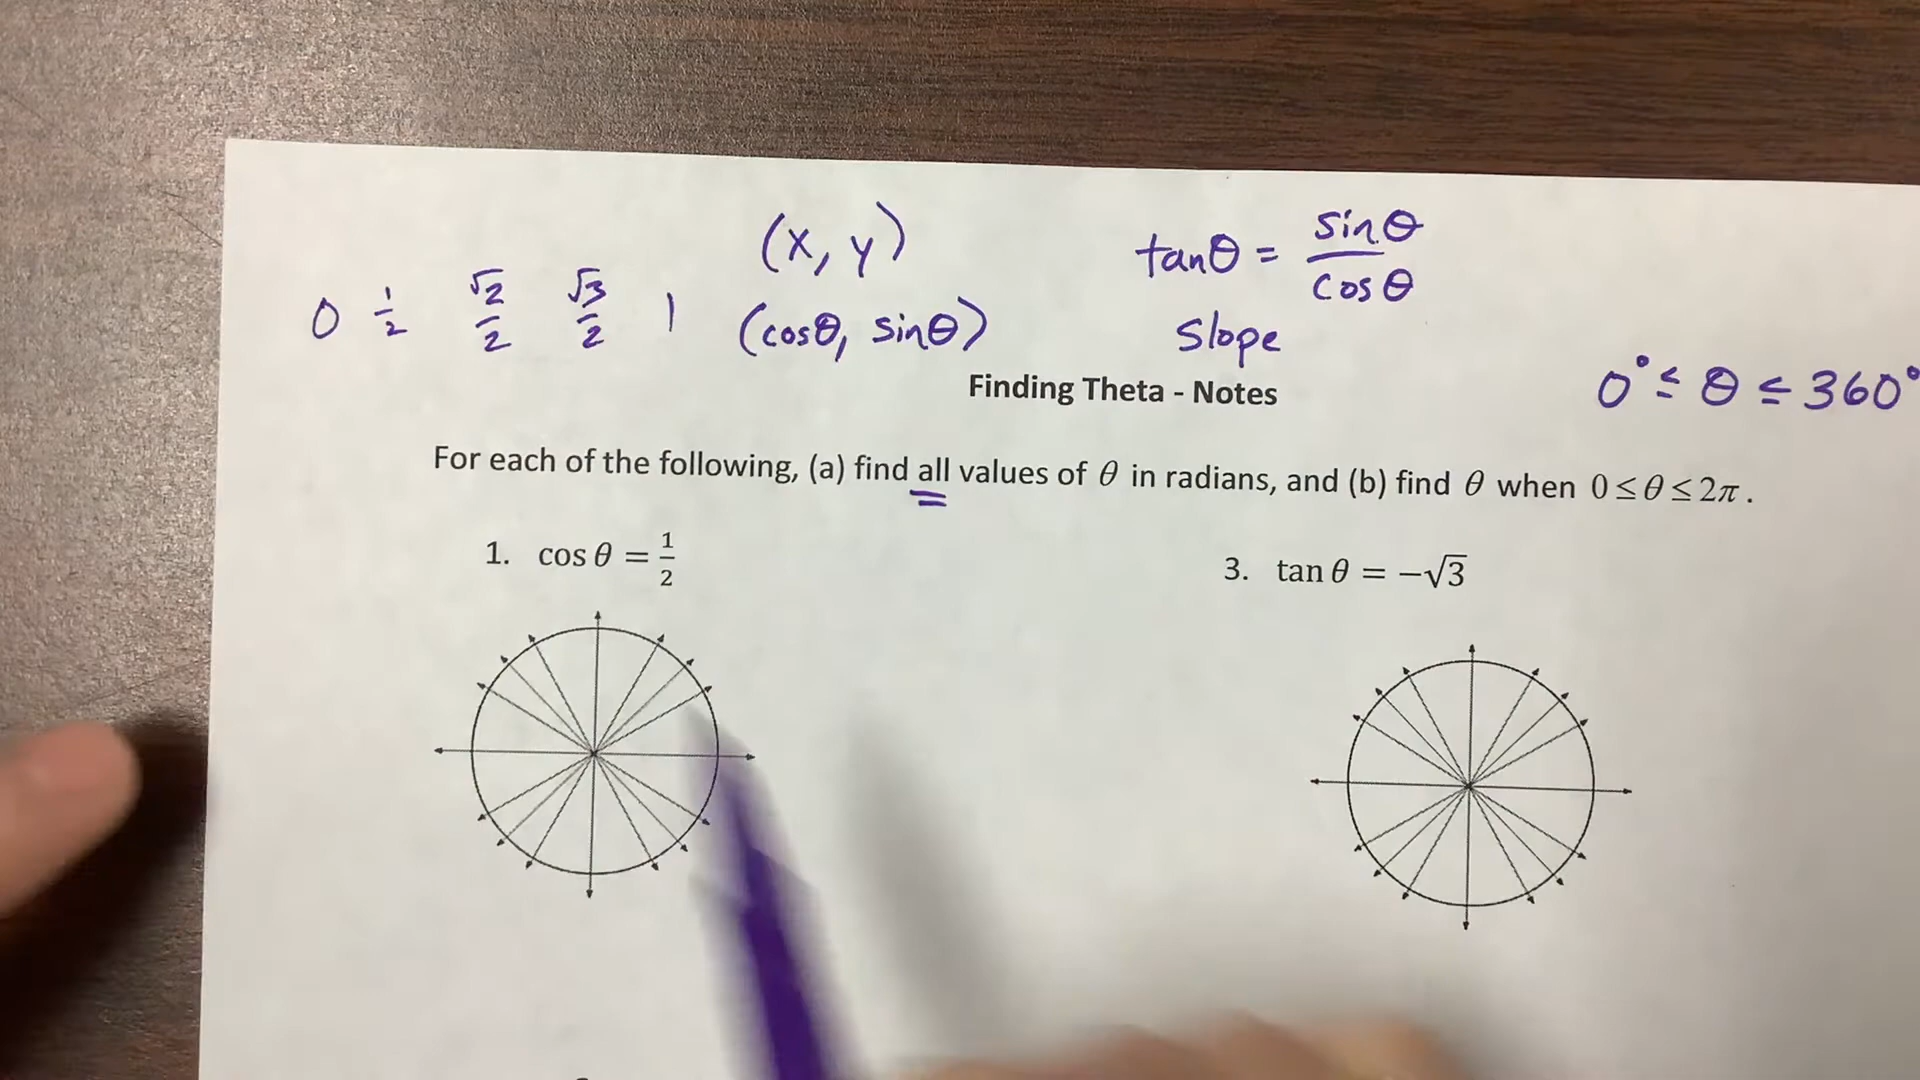 (x, y)
0 1/2 √2/2 √3/2 1
(cosθ, sinθ)
tanθ = sinθ/cosθ
slope
0° ≤ θ ≤ 360°
Finding Theta - Notes
For each of the following, (a) find all values of θ in radians, and (b) find θ when 0 ≤ θ ≤ 2π.
1. cos θ = 1/2
3. tan θ = −√3